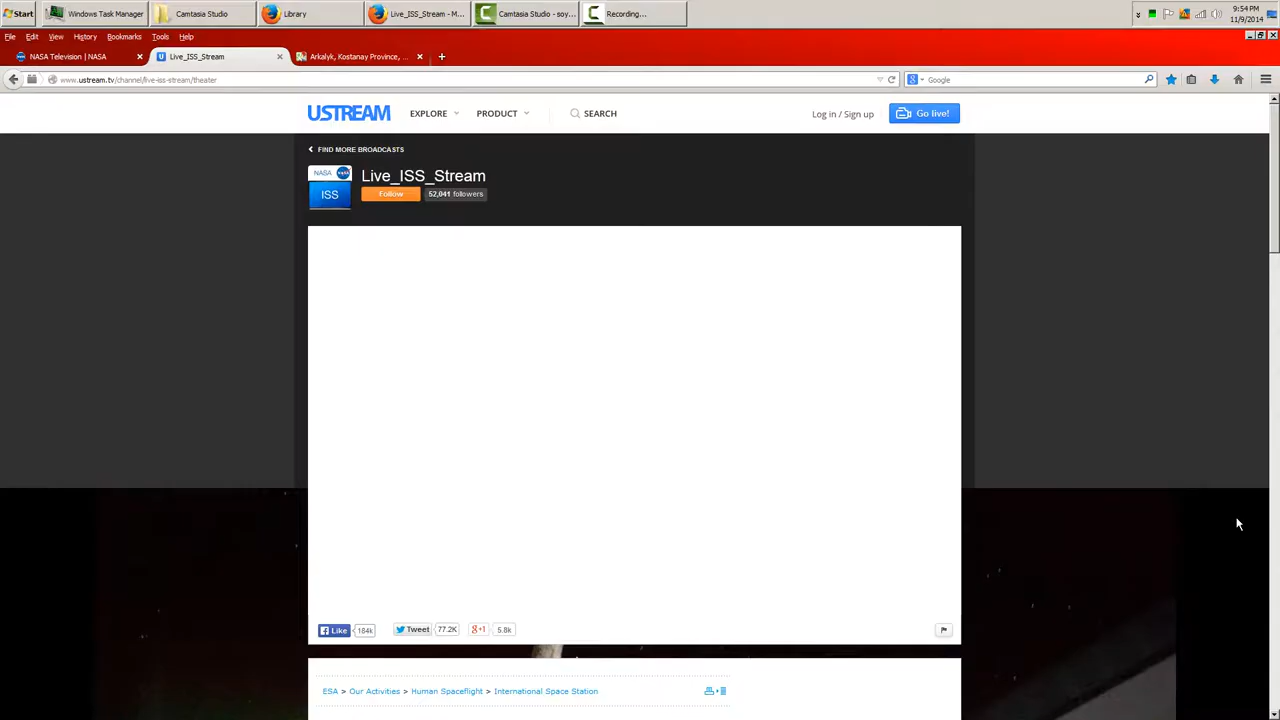 Start Windows Task Manager Camtasia Studio Library Live_ISS_Stream - M... Camtasia Studio - soy... Recording... 9:54 PM
11/9/2014
File Edit View History Bookmarks Tools Help
NASA Television | NASA Live_ISS_Stream Arkalyk, Kostanay Province, ...
www.ustream.tv/channel/live-iss-stream/theater Google
USTREAM EXPLORE PRODUCT SEARCH Log in / Sign up Go live!
FIND MORE BROADCASTS
NASA Live_ISS_Stream
ISS Follow 52,041 followers
Like 184k Tweet 77.2K +1 5.8k
ESA > Our Activities > Human Spaceflight > International Space Station